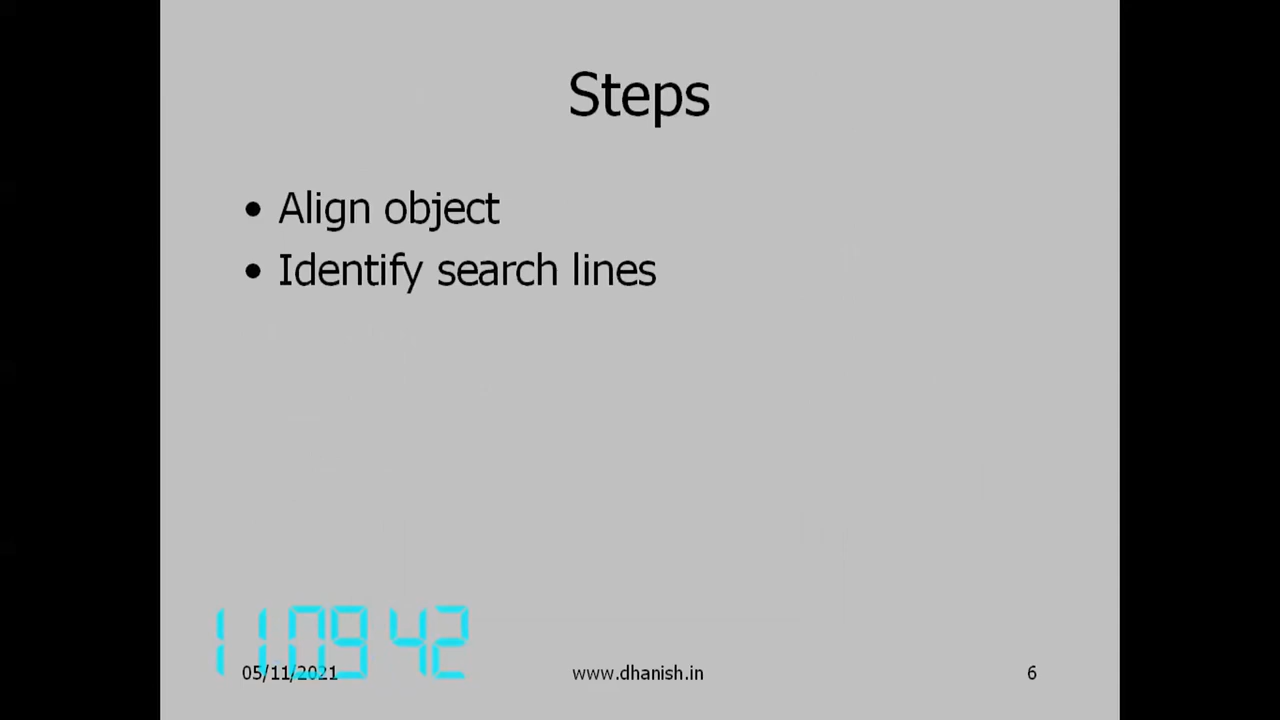 Steps
• Align object
• Identify search lines
11 09 42
05/11/2021 www.dhanish.in 6